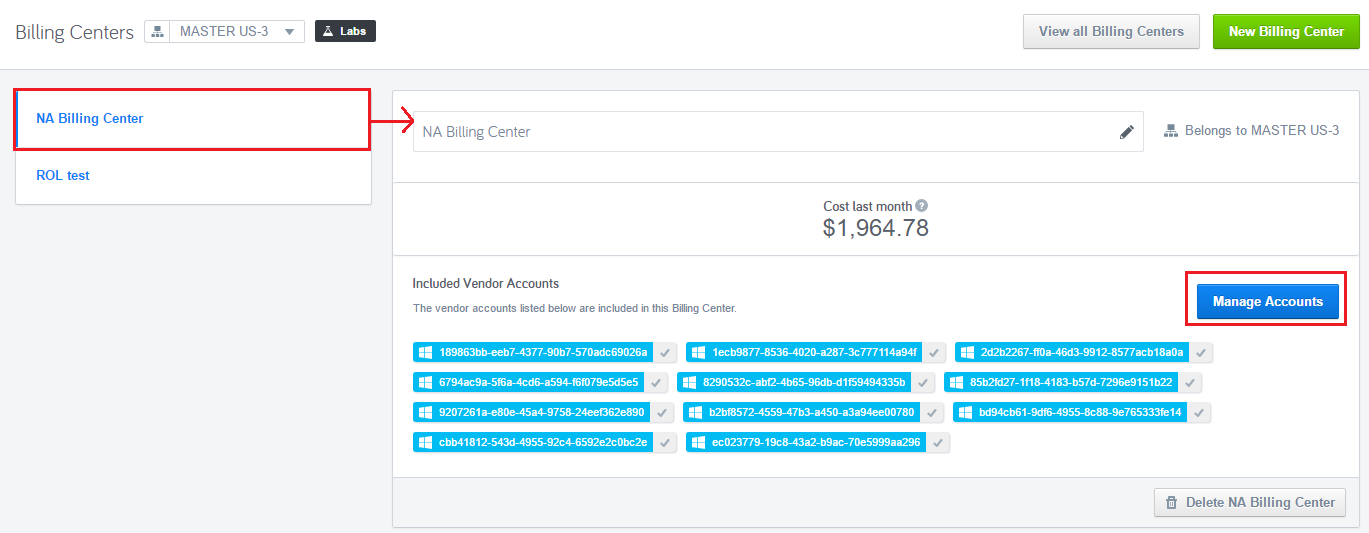 Billing Centers MASTER US-3 Labs View all Billing Centers New Billing Center
NA Billing Center
ROL test
NA Billing Center Belongs to MASTER US-3
Cost last month ?
$1,964.78
Included Vendor Accounts
The vendor accounts listed below are included in this Billing Center.
Manage Accounts
189863bb-eeb7-4377-90b7-570adc69026a 1ecb9877-8536-4020-a287-3c777114a94f 2d2b2267-ff0a-46d3-9912-8577acb18a0a
6794ac9a-5f6a-4cd6-a594-f6f079e5d5e5 8290532c-abf2-4b65-96db-d1f59494335b 85b2fd27-1f18-4183-b57d-7296e9151b22
9207261a-e80e-45a4-9758-24eef362e890 b2bf8572-4559-47b3-a450-a3a94ee00780 bd94cb61-9df6-4955-8c88-9e765333fe14
cbb41812-543d-4955-92c4-6592e2c0bc2e ec023779-19c8-43a2-b9ac-70e5999aa296
Delete NA Billing Center